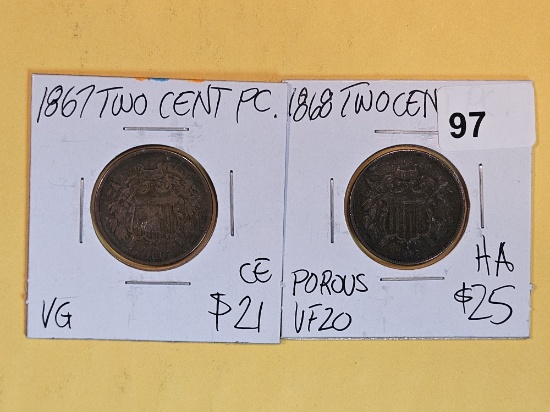 1867 TWO CENT PC.
CE
VG
$21
1868 TWO CEN
97
HA
POROUS
$25
VF20